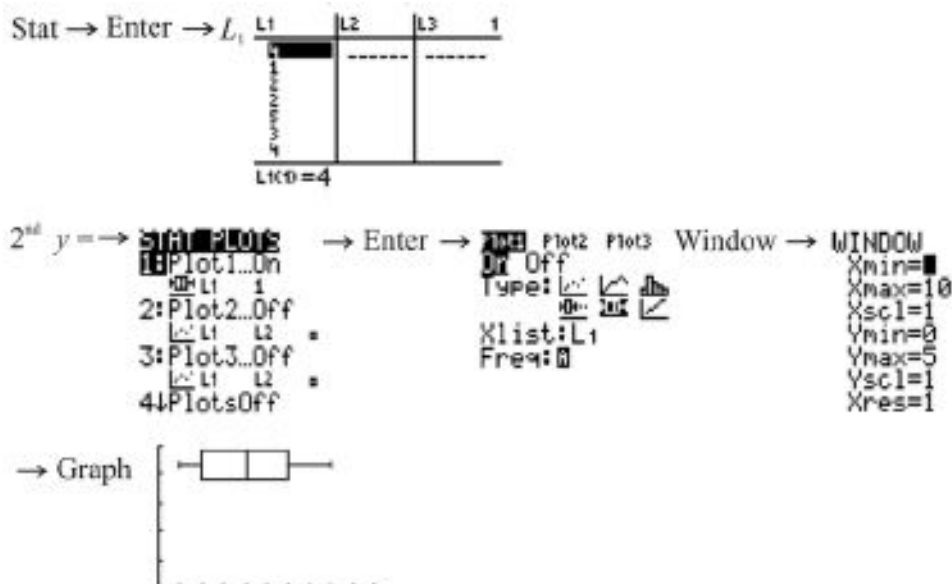 Stat → Enter → L₁
L1 L2 L3 1
1
2
2
5
3
4
L1(1)=4
2ⁿᵈ y = → STAT PLOTS → Enter → Plot1 Plot2 Plot3 Window → WINDOW
1:Plot1...On
L1 1
2:Plot2...Off
L1 L2
3:Plot3...Off
L1 L2
4↓PlotsOff
On Off
Type:
Xlist:L1
Freq:
Xmin=
Xmax=10
Xscl=1
Ymin=0
Ymax=5
Yscl=1
Xres=1
→ Graph